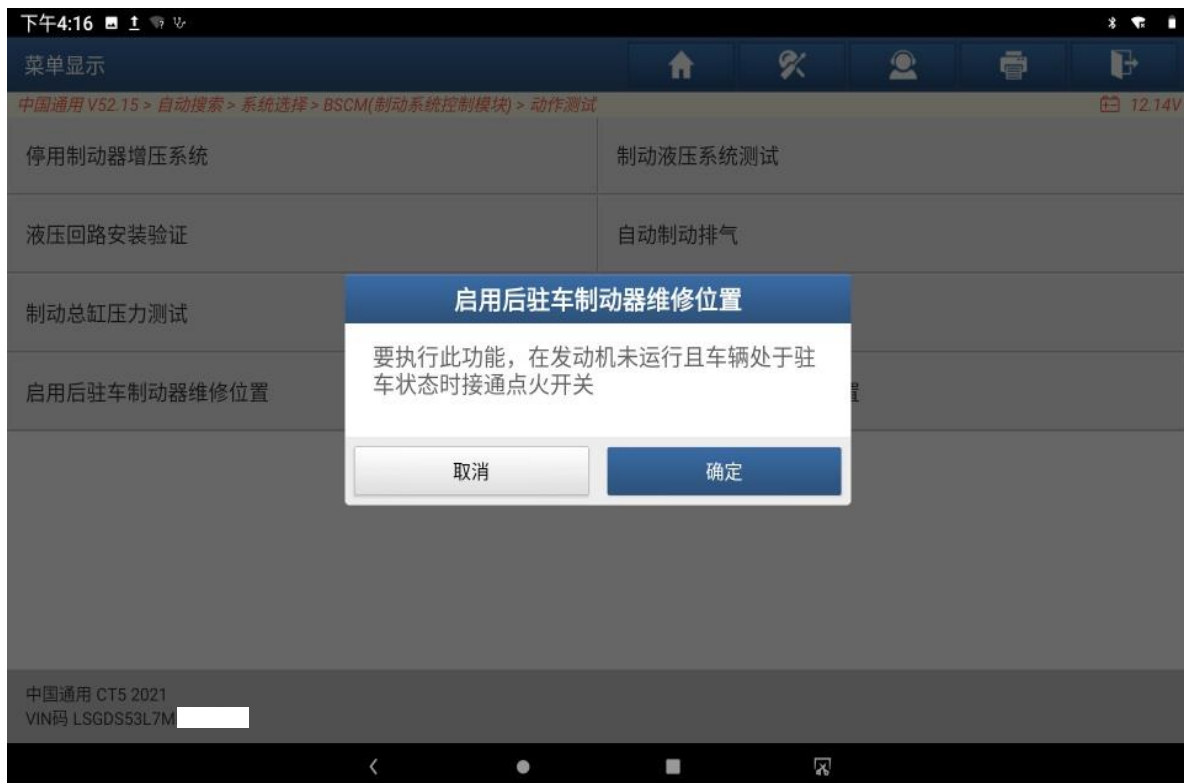 下午4:16
菜单显示
中国通用 V52.15 > 自动搜索 > 系统选择 > BSCM(制动系统控制模块) > 动作测试
12.14V
停用制动器增压系统
制动液压系统测试
液压回路安装验证
自动制动排气
制动总缸压力测试
启用后驻车制动器维修位置
启用后驻车制动器维修位置
要执行此功能，在发动机未运行且车辆处于驻
车状态时接通点火开关
取消
确定
中国通用 CT5 2021
VIN码 LSGDS53L7M